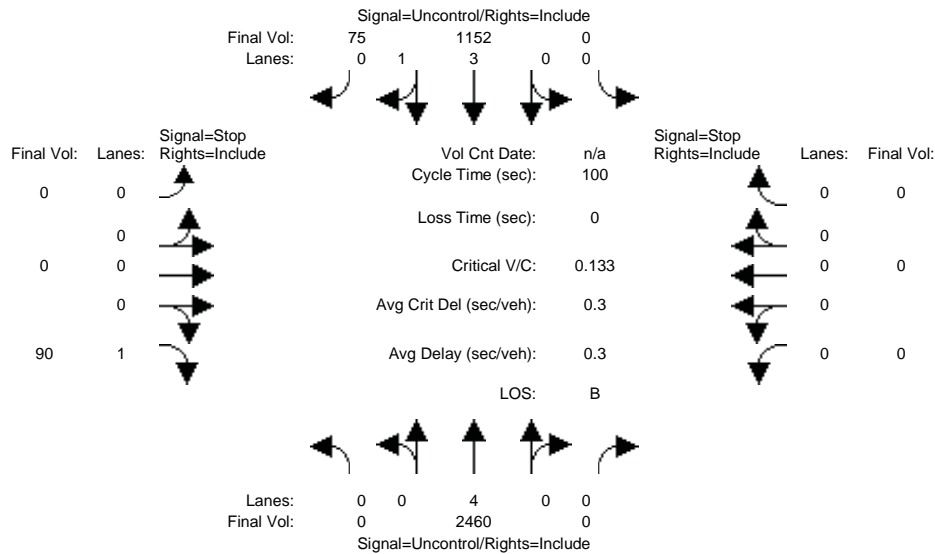 Signal=Uncontrol/Rights=Include
Final Vol: 75 1152 0
Lanes: 0 1 3 0 0
Signal=Stop Signal=Stop
Final Vol: Lanes: Rights=Include Vol Cnt Date: n/a Rights=Include Lanes: Final Vol:
Cycle Time (sec): 100
0 0 0 0
Loss Time (sec): 0
0 0
0 0 Critical V/C: 0.133 0 0
0 Avg Crit Del (sec/veh): 0.3 0
90 1 Avg Delay (sec/veh): 0.3 0 0
LOS: B
Lanes: 0 0 4 0 0
Final Vol: 0 2460 0
Signal=Uncontrol/Rights=Include